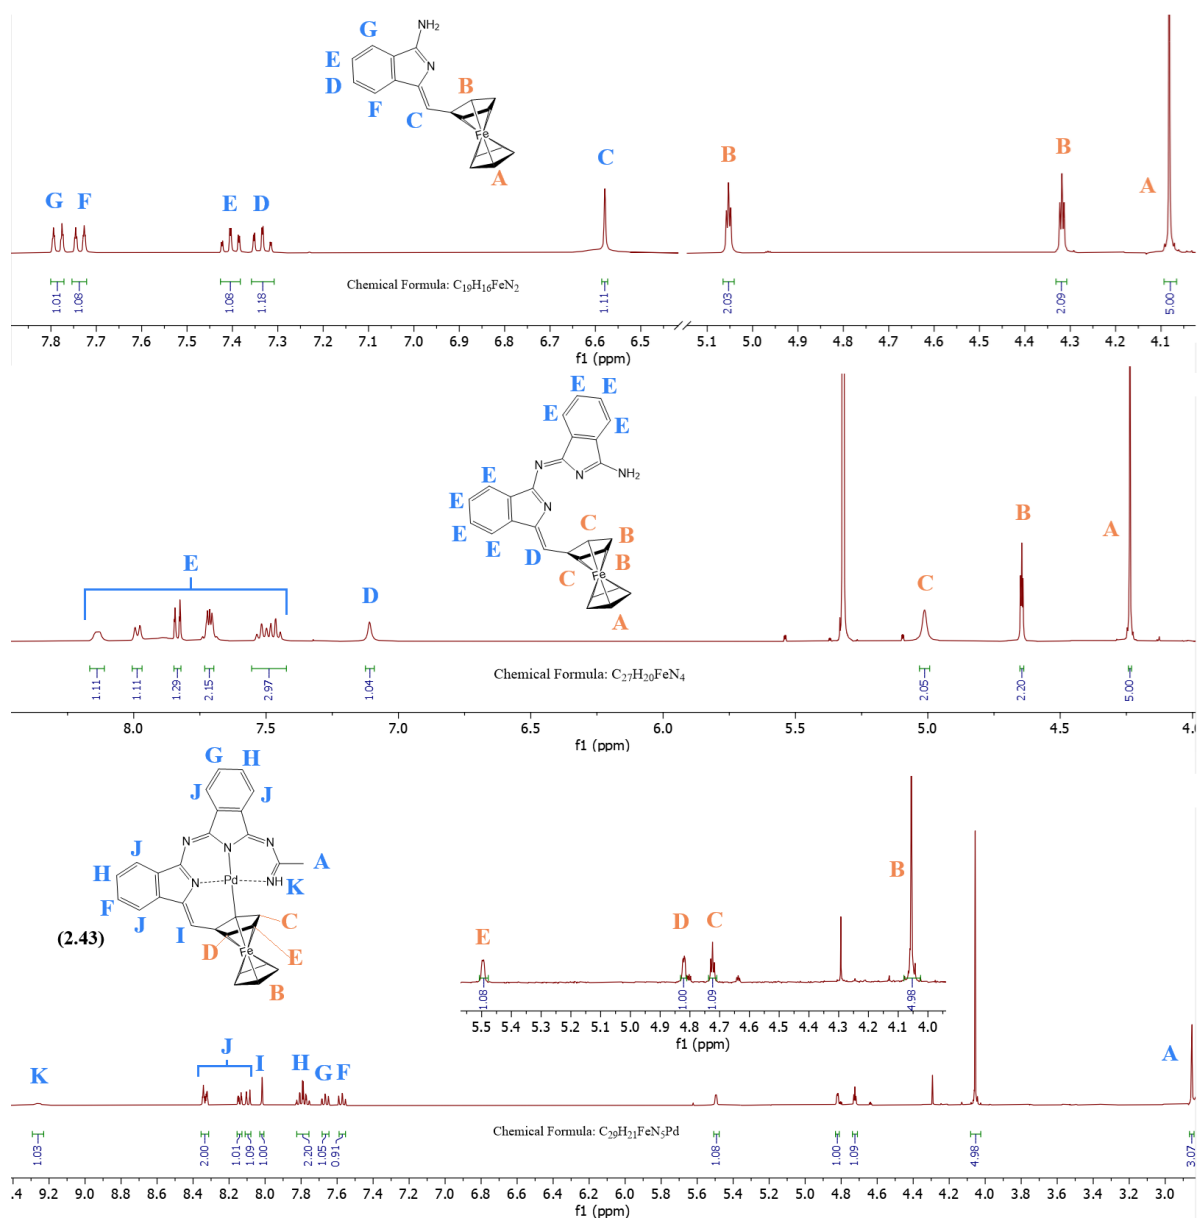 NH₂
G
E
N
D
B
F
C
Fe
A
G F E D C B B A
Chemical Formula: C₁₉H₁₆FeN₂
1.01 1.08 1.08 1.18 1.11 2.03 2.09 5.00
7.8 7.7 7.6 7.5 7.4 7.3 7.2 7.1 7.0 6.9 6.8 6.7 6.6 6.5 5.1 5.0 4.9 4.8 4.7 4.6 4.5 4.4 4.3 4.2 4.1
f1 (ppm)
E E
E E
N N NH₂
E
E N
E E
C B
D B
C Fe
A
E D C B A
Chemical Formula: C₂₇H₂₀FeN₄
1.11 1.11 1.29 2.15 2.97 1.04 2.05 2.20 5.00
8.0 7.5 7.0 6.5 6.0 5.5 5.0 4.5 4.0
f1 (ppm)
G H
J J
N N
J N A
H N Pd NH K
F
J
(2.43)
I C
D E
Fe
B
E D C B
1.08 1.00 1.09 4.98
5.5 5.4 5.3 5.2 5.1 5.0 4.9 4.8 4.7 4.6 4.5 4.4 4.3 4.2 4.1 4.0
f1 (ppm)
K J I H G F A
Chemical Formula: C₂₉H₂₁FeN₅Pd
1.03 2.00 1.01 1.09 1.00 2.20 1.05 0.91 1.08 1.00 1.09 4.98 3.07
.4 9.2 9.0 8.8 8.6 8.4 8.2 8.0 7.8 7.6 7.4 7.2 7.0 6.8 6.6 6.4 6.2 6.0 5.8 5.6 5.4 5.2 5.0 4.8 4.6 4.4 4.2 4.0 3.8 3.6 3.4 3.2 3.0
f1 (ppm)